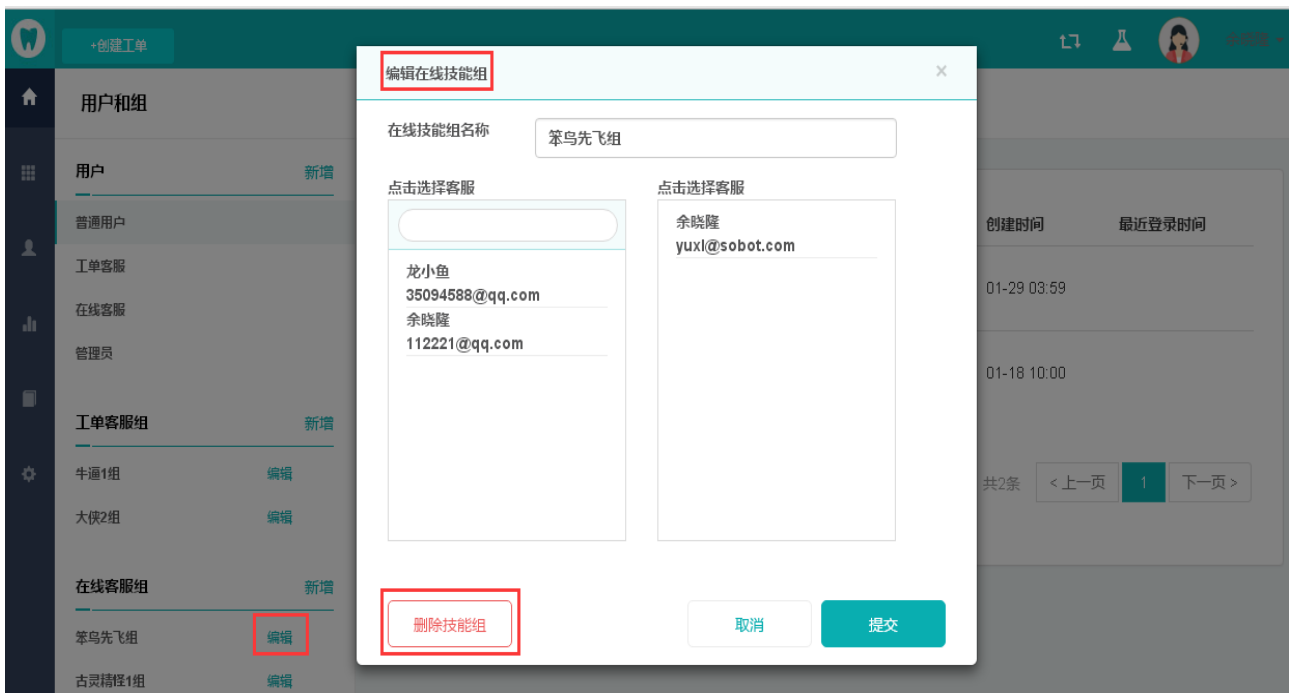 +创建工单
用户和组
用户 新增
普通用户
工单客服
在线客服
管理员
工单客服组 新增
牛逼1组 编辑
大侠2组 编辑
在线客服组 新增
笨鸟先飞组 编辑
古灵精怪1组 编辑
编辑在线技能组 ×
在线技能组名称 笨鸟先飞组
点击选择客服 点击选择客服
龙小鱼
35094588@qq.com
余晓隆
112221@qq.com
余晓隆
yuxl@sobot.com
删除技能组 取消 提交
创建时间 最近登录时间
01-29 03:59
01-18 10:00
共2条 <上一页 1 下一页>